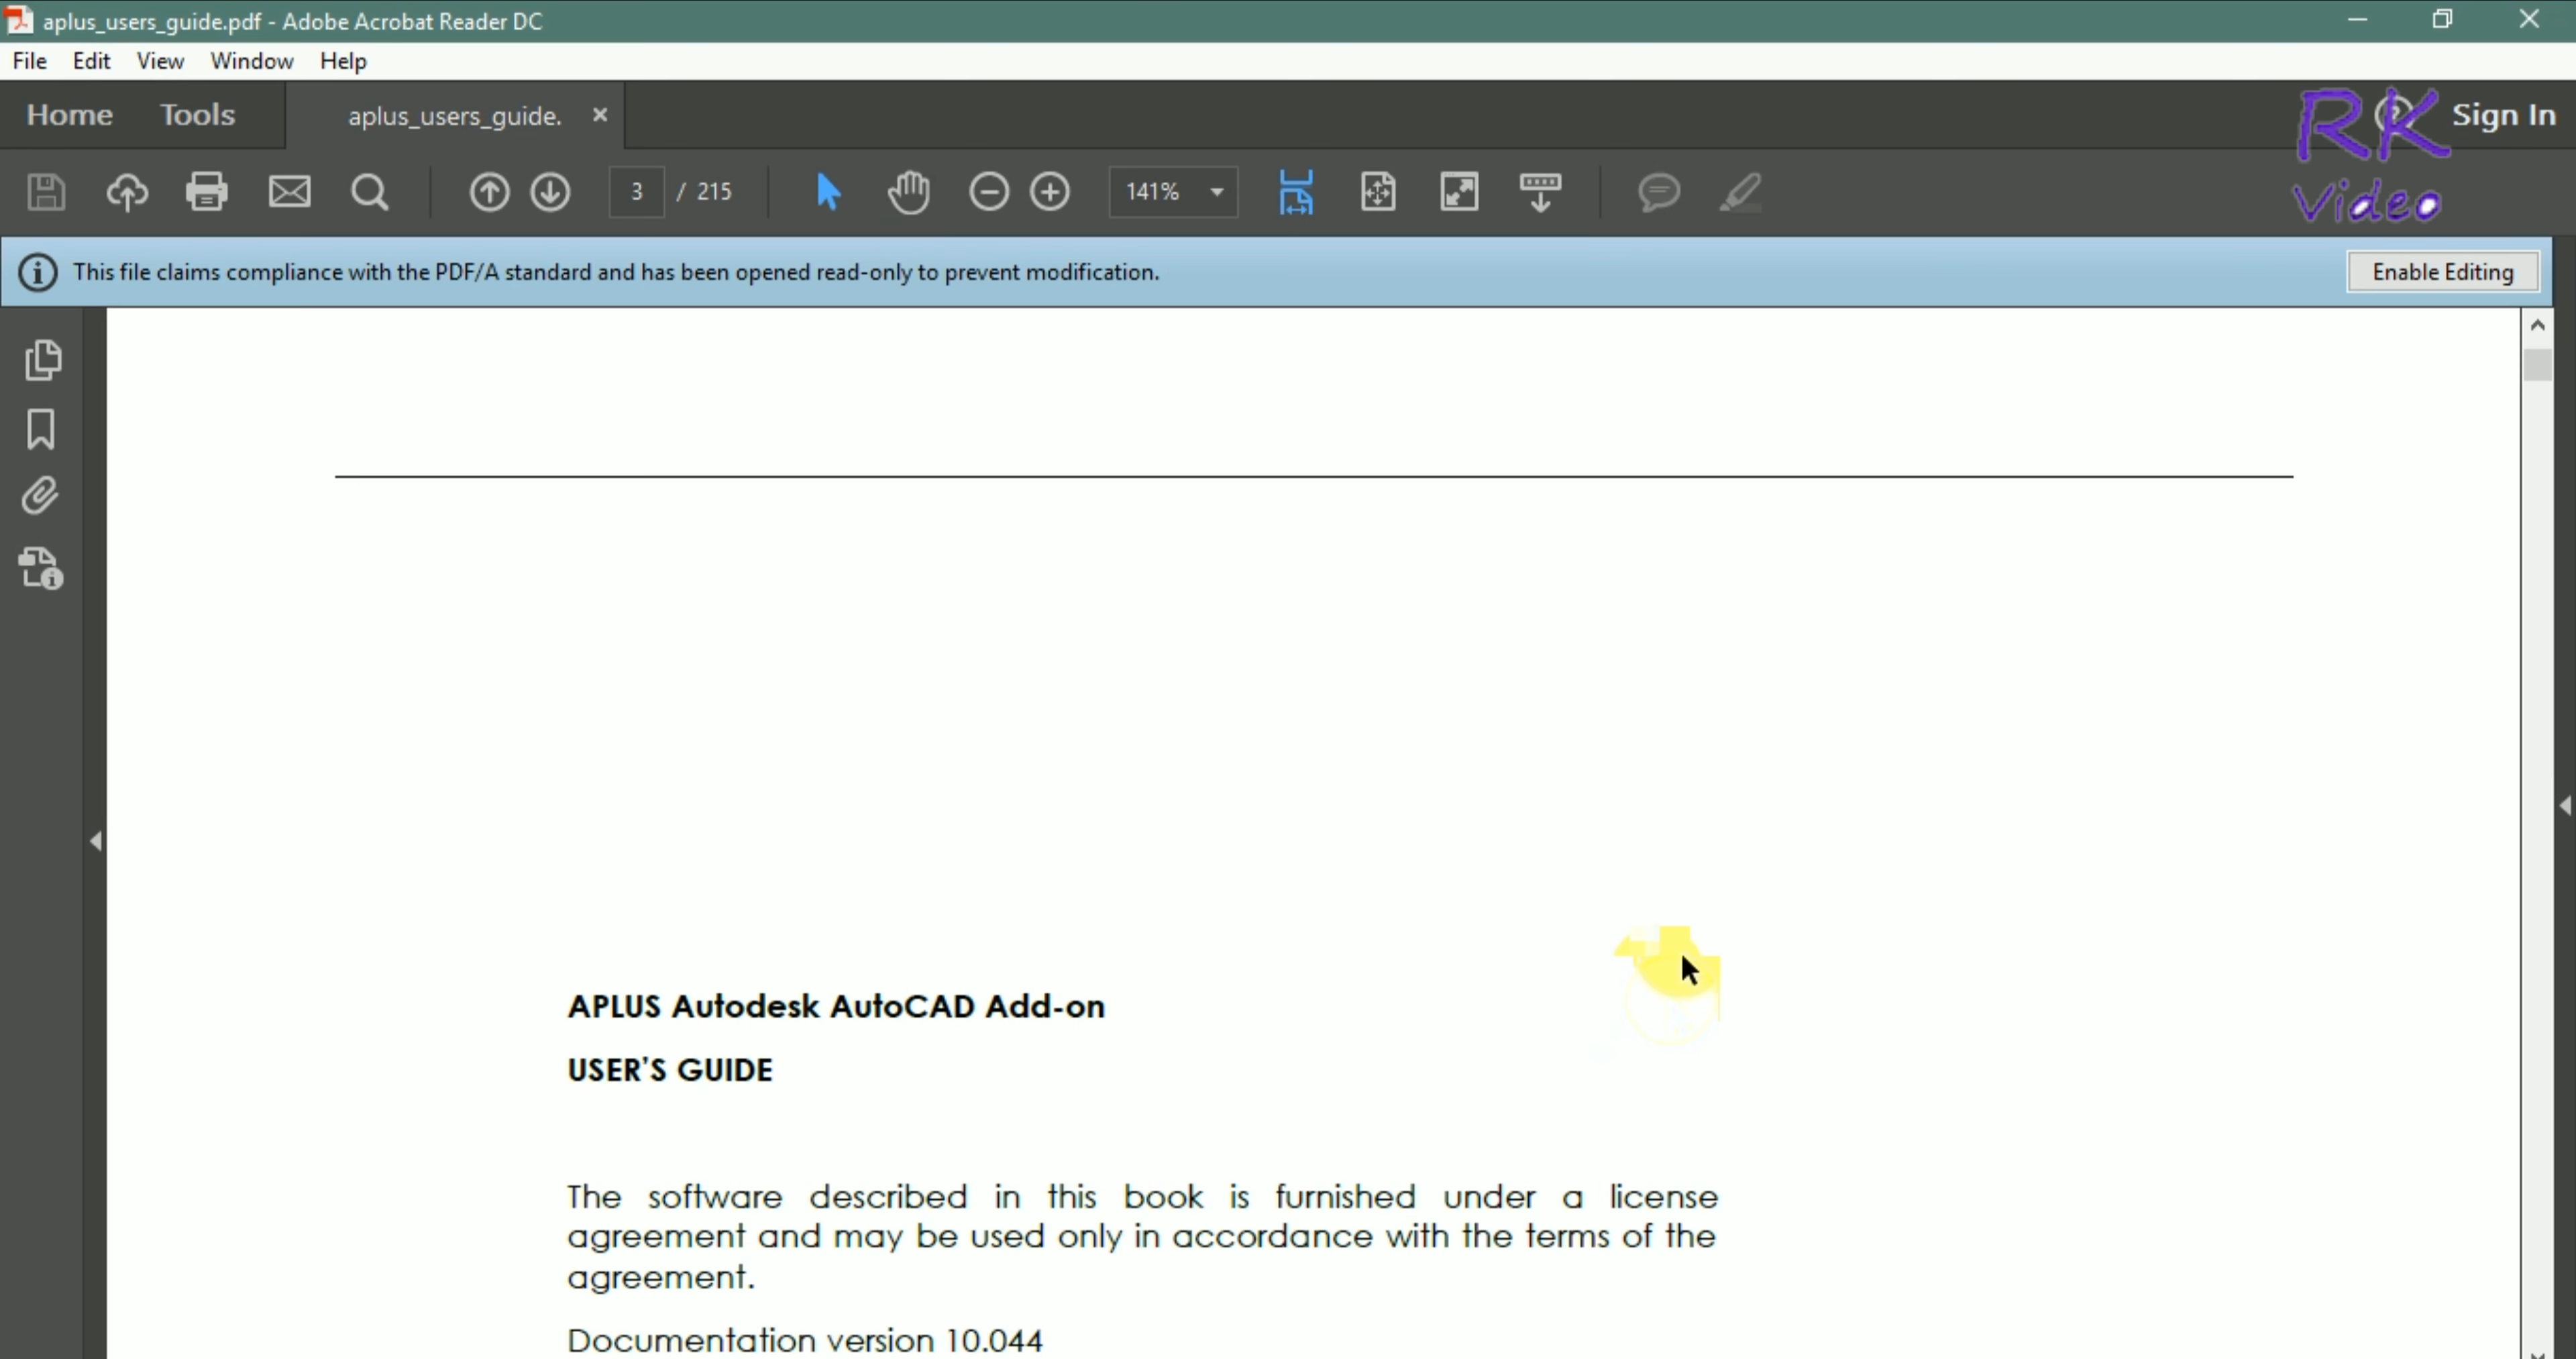 aplus_users_guide.pdf - Adobe Acrobat Reader DC
File Edit View Window Help
Home Tools aplus_users_guide. Sign In
RK
Video
3 / 215 141%
This file claims compliance with the PDF/A standard and has been opened read-only to prevent modification. Enable Editing
APLUS Autodesk AutoCAD Add-on
USER'S GUIDE
The software described in this book is furnished under a license
agreement and may be used only in accordance with the terms of the
agreement.
Documentation version 10.044